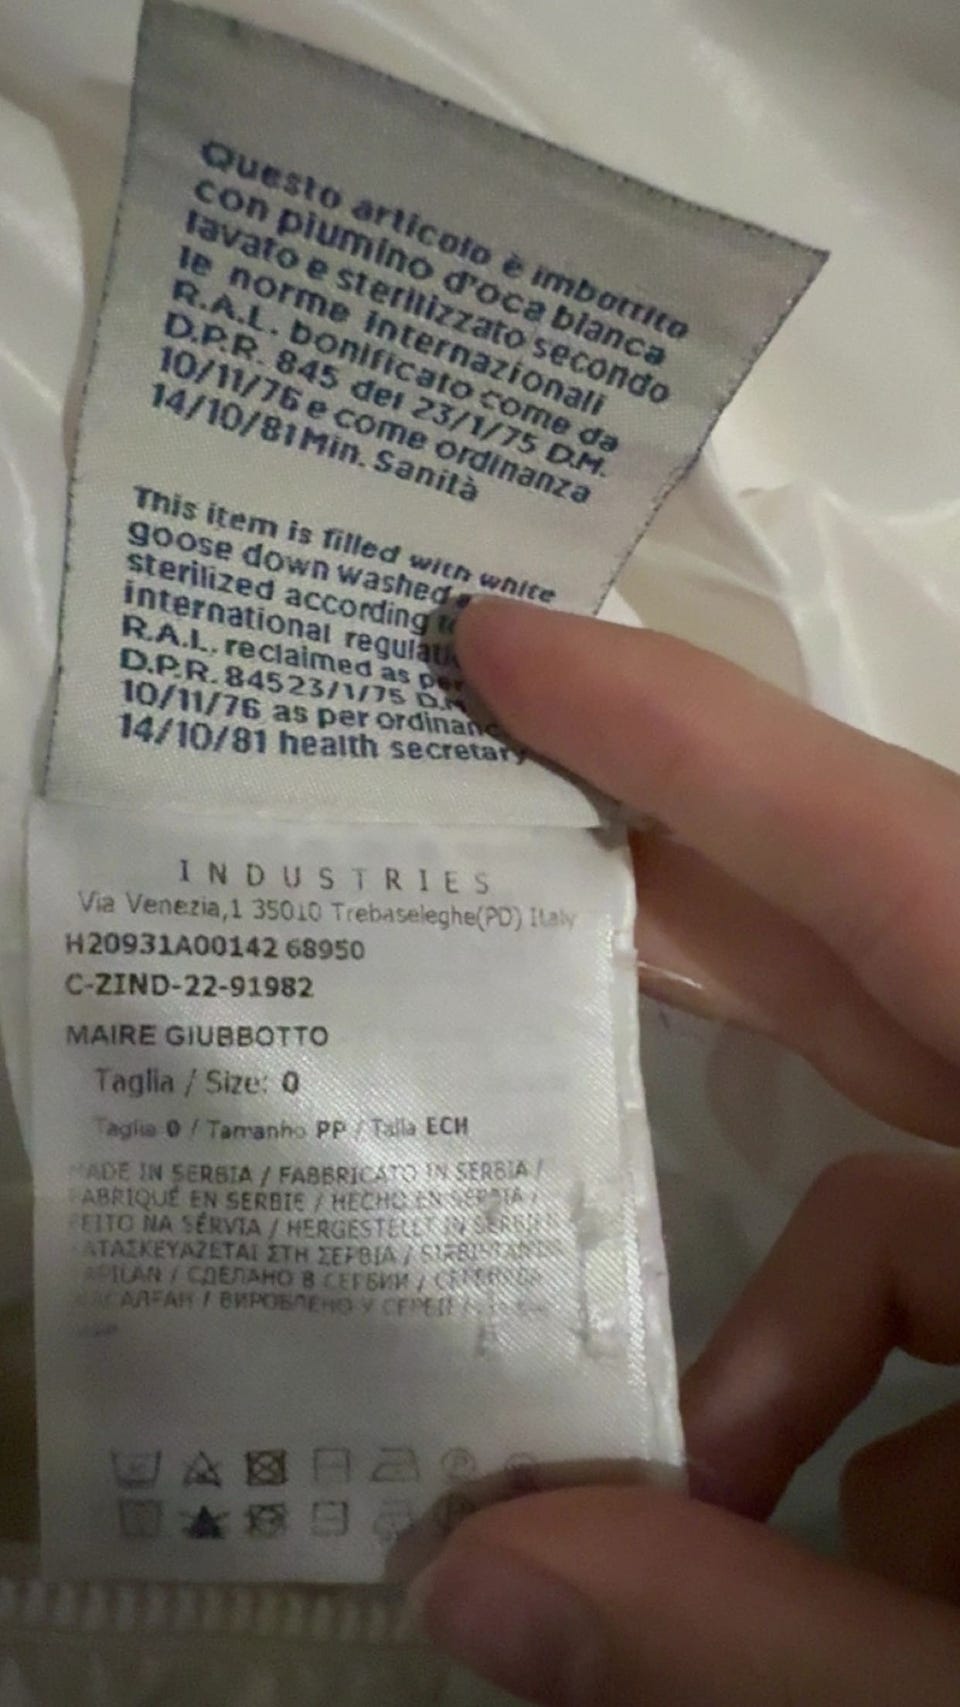 Questo articolo è imbottito
con piumino d'oca bianca
lavato e sterilizzato secondo
le norme internazionali
R.A.L. bonificato come da
D.P.R. 845 del 23/1/75 D.M.
10/11/76 e come ordinanza
14/10/81 Min. Sanità
This item is filled with white
goose down washed
sterilized according
international
R.A.L. reclaimed as per
D.P.R. 84523/1/75 D.M
10/11/76 as per
14/10/81 health secretary
INDUSTRIES
Via Venezia,1 35010 Trebaseleghe(PD) Italy
H20931A00142 68950
C-ZIND-22-91982
MAIRE GIUBBOTTO
Taglia / Size: 0
Taglia 0 / Tamanho PP / Talla ECH
MADE IN SERBIA / FABBRICATO IN SERBIA /
FABRIQUÉ EN SERBIE / HECHO EN SERBIA /
FEITO NA SÉRVIA / HERGESTELLT IN SERBIEN
ΚΑΤΑΣΚΕΥΑΖΕΤΑΙ ΣΤΗ ΣΕΡΒΙΑ /
/ СДЕЛАНО В СЕРБИИ /
/ ВИРОБЛЕНО У СЕРБІЇ /